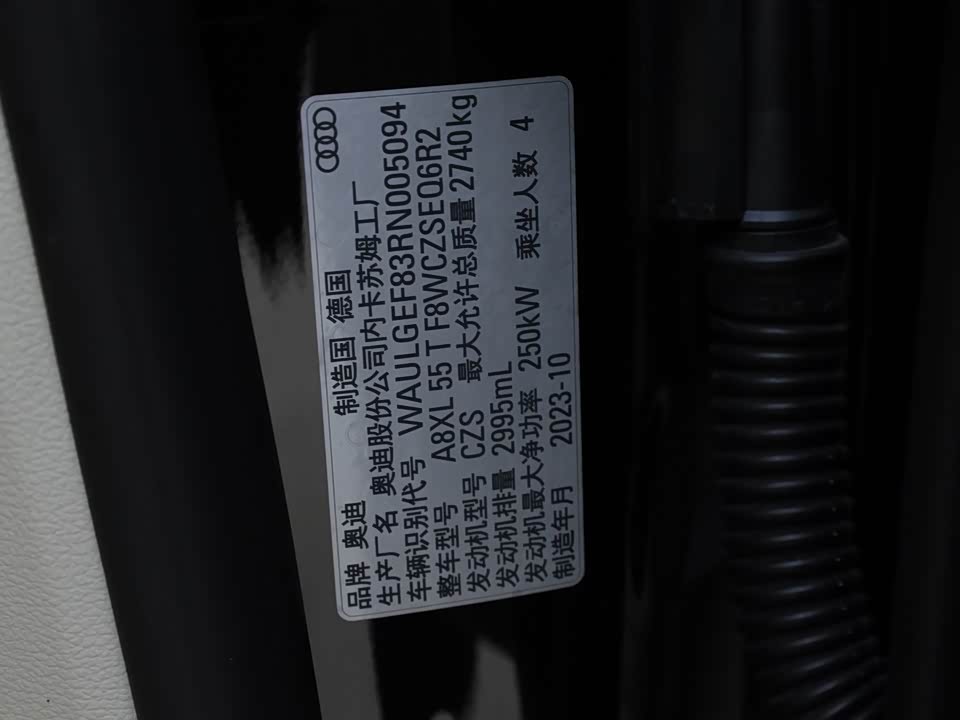 品牌 奥迪 制造国 德国
生产厂名 奥迪股份公司内卡苏姆工厂
车辆识别代号 WAULGEF83RN005094
整车型号 A8XL 55 T F8WCZSEQ6R2
发动机型号 CZS 最大允许总质量 2740kg
发动机排量 2995mL
发动机最大净功率 250kW 乘坐人数 4
制造年月 2023-10